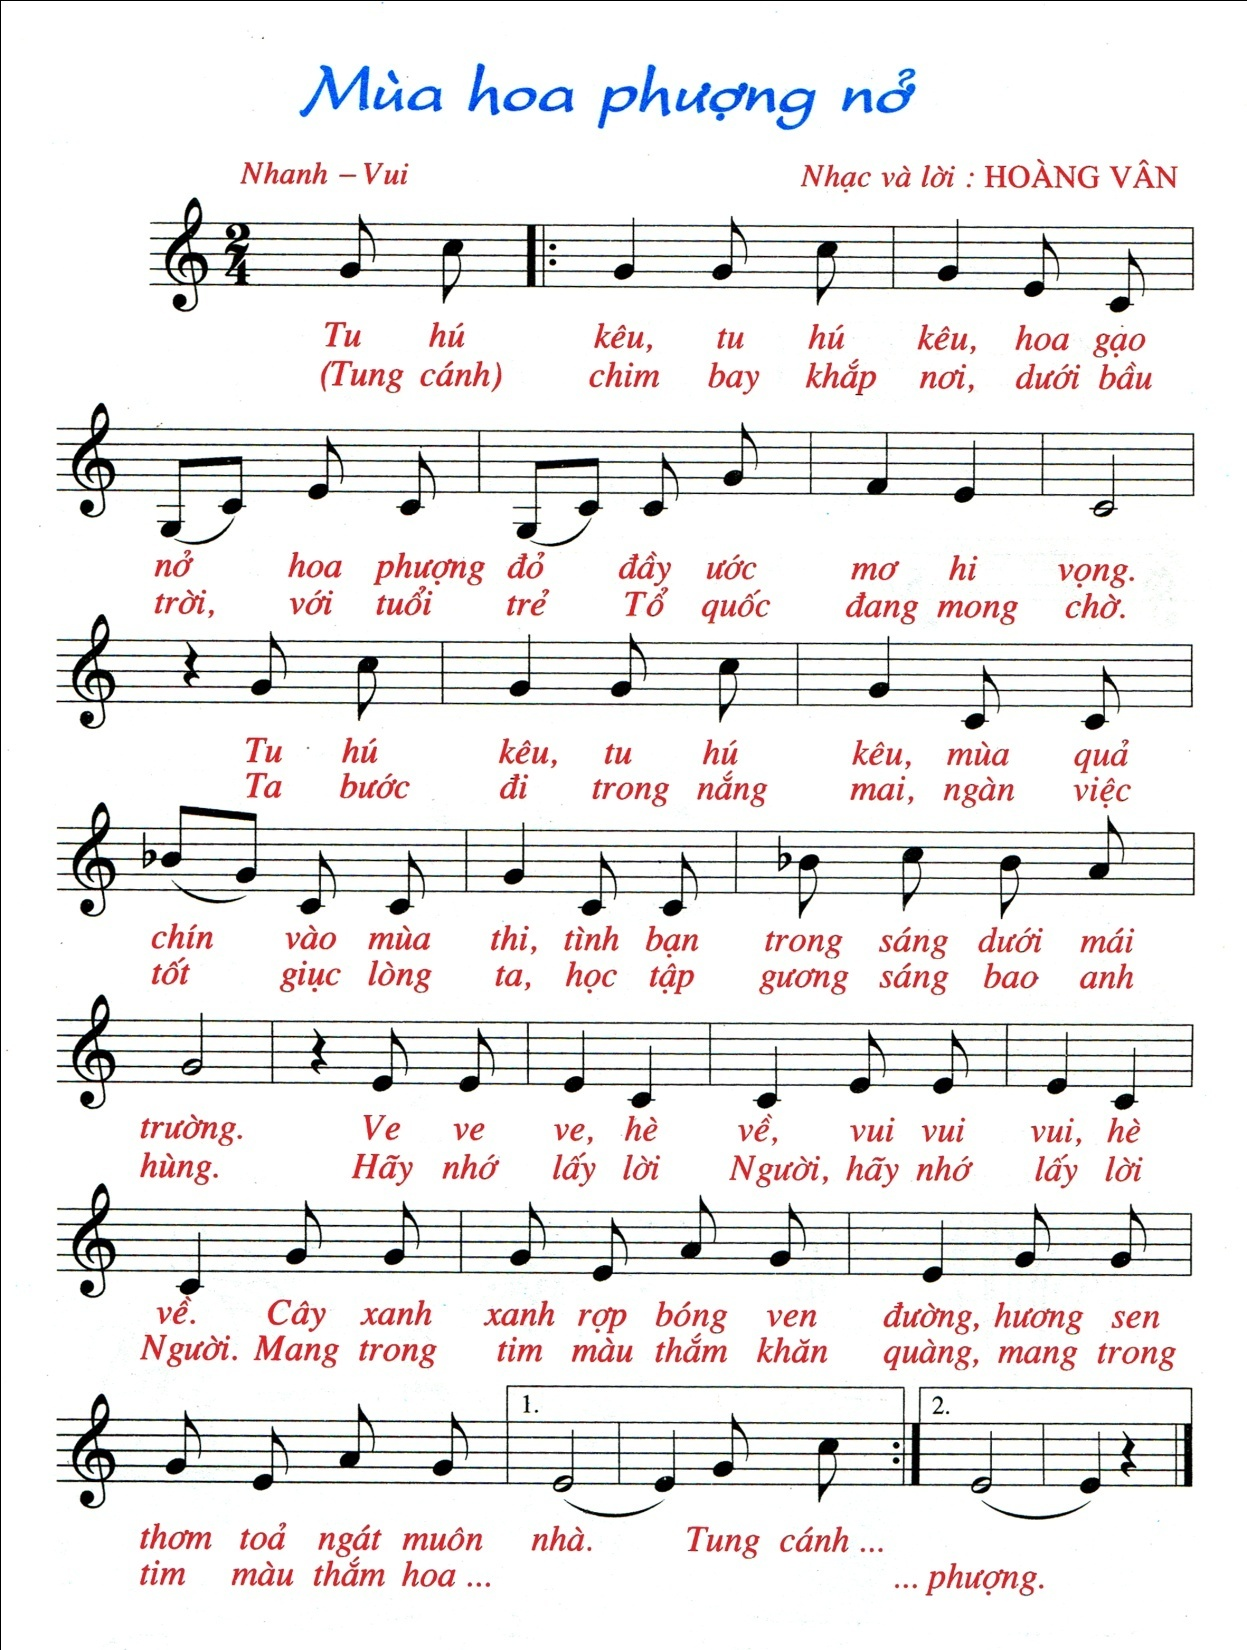 Mùa hoa phượng nở
Nhanh – Vui
Nhạc và lời : HOÀNG VÂN
2
4
Tu hú kêu, tu hú kêu, hoa gạo
(Tung cánh) chim bay khắp nơi, dưới bầu
nở hoa phượng đỏ đầy ước mơ hi vọng.
trời, với tuổi trẻ Tổ quốc đang mong chờ.
Tu hú kêu, tu hú kêu, mùa quả
Ta bước đi trong nắng mai, ngàn việc
chín vào mùa thi, tình bạn trong sáng dưới mái
tốt giục lòng ta, học tập gương sáng bao anh
trường. Ve ve ve, hè về, vui vui vui, hè
hùng. Hãy nhớ lấy lời Người, hãy nhớ lấy lời
về. Cây xanh xanh rợp bóng ven đường, hương sen
Người. Mang trong tim màu thắm khăn quàng, mang trong
1.
2.
thơm toả ngát muôn nhà. Tung cánh ...
tim màu thắm hoa ... ... phượng.